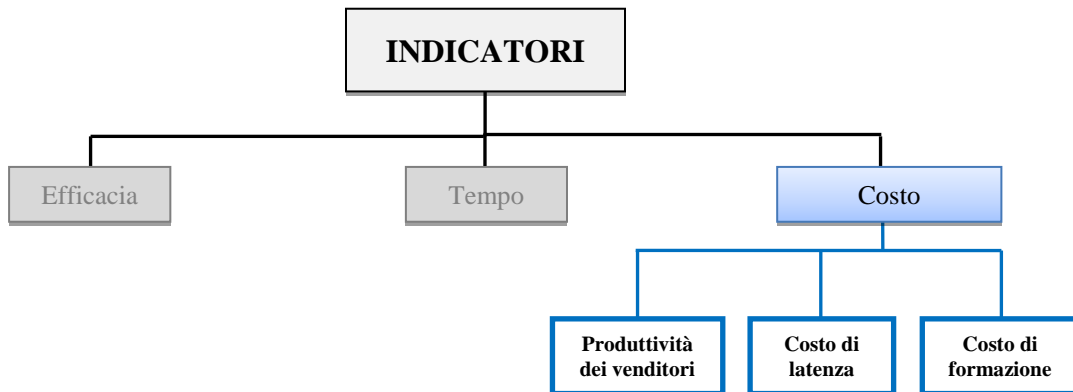 INDICATORI
Efficacia
Tempo
Costo
Produttività
dei venditori
Costo di
latenza
Costo di
formazione